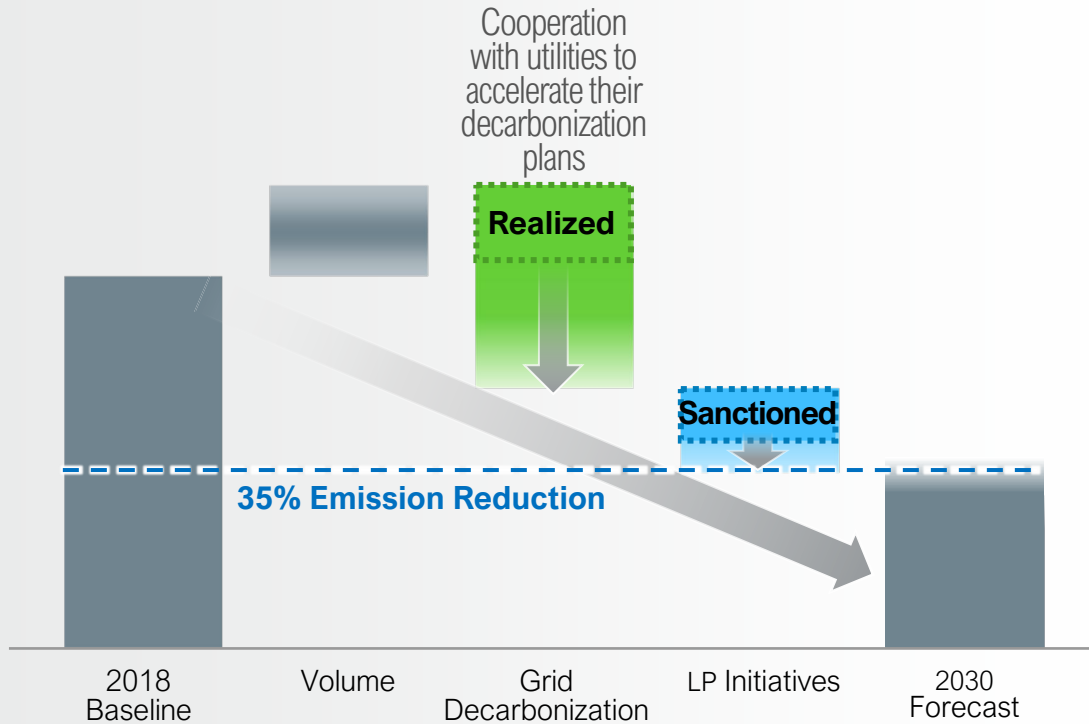 Cooperation
with utilities to
accelerate their
decarbonization
plans
Realized
Sanctioned
35% Emission Reduction
2018
Baseline
Volume
Grid
Decarbonization
LP Initiatives
2030
Forecast